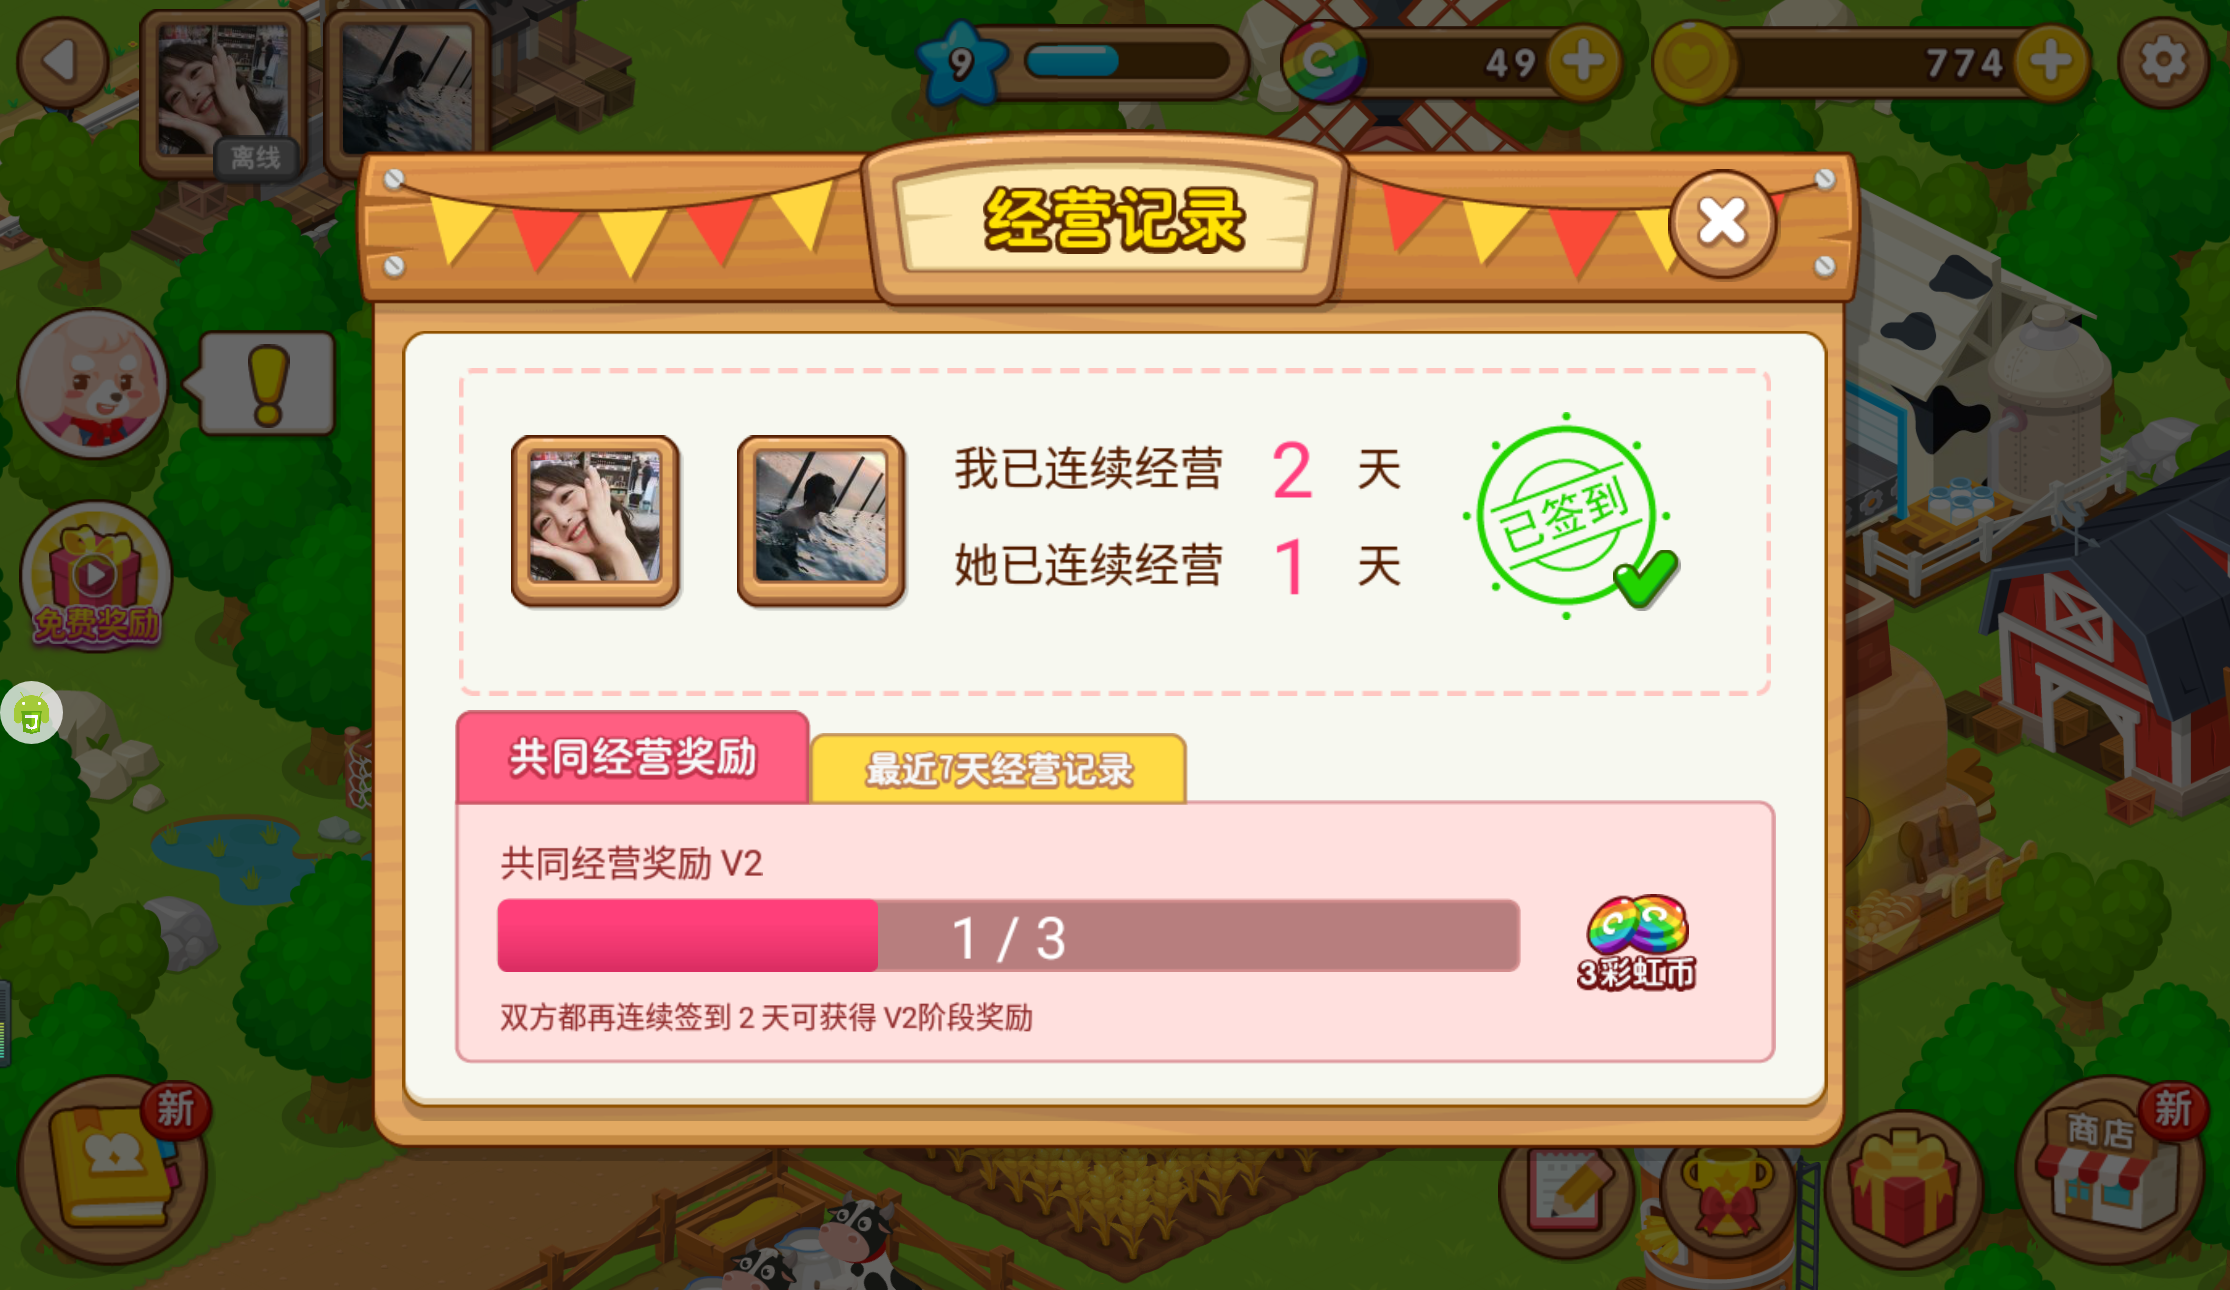 9
49
774
离线
经营记录
我已连续经营 2 天
她已连续经营 1 天
已签到
免费奖励
共同经营奖励
最近7天经营记录
共同经营奖励 V2
1 / 3
3彩虹币
双方都再连续签到 2 天可获得 V2阶段奖励
新
商店
新